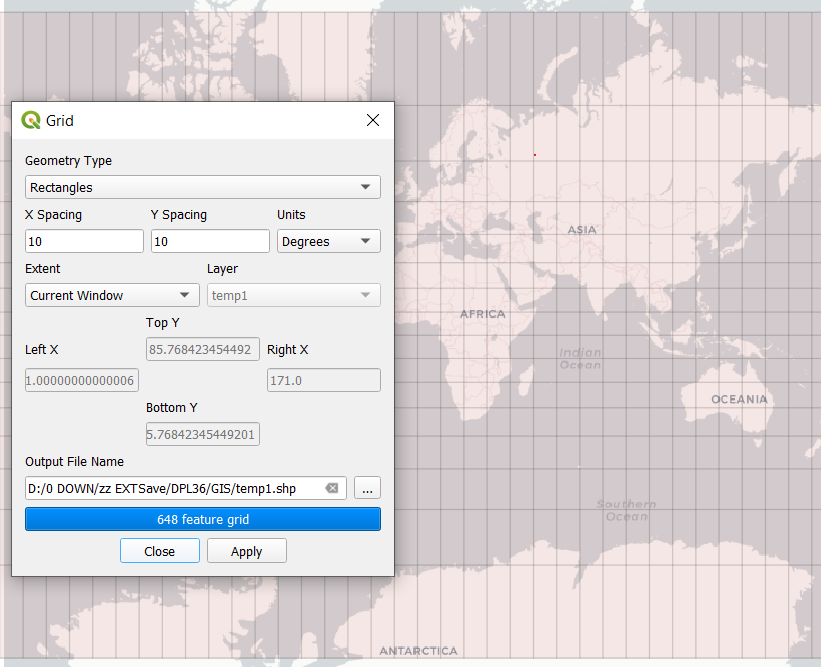 Grid
Geometry Type
Rectangles
X Spacing
Y Spacing
Units
10
10
Degrees
Extent
Layer
Current Window
temp1
Top Y
Left X
85.768423454492
Right X
1.00000000000006
171.0
Bottom Y
5.76842345449201
Output File Name
D:/0 DOWN/zz EXTSave/DPL36/GIS/temp1.shp
...
648 feature grid
Close
Apply
ASIA
AFRICA
Indian
Ocean
OCEANIA
Southern
Ocean
ANTARCTICA